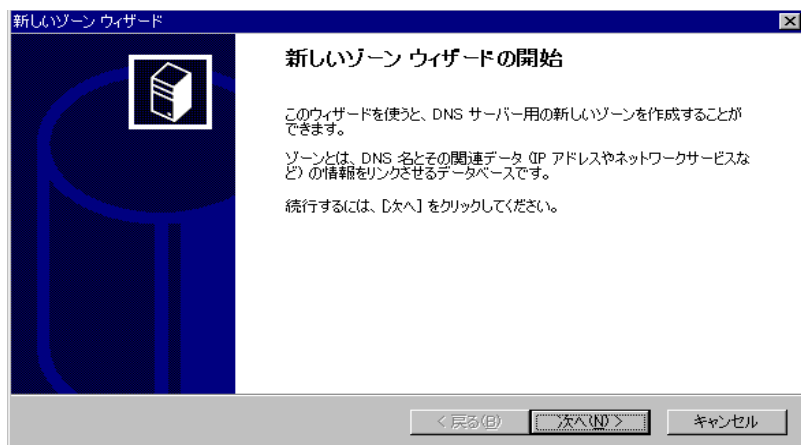 新しいゾーン ウィザード
新しいゾーン ウィザードの開始
このウィザードを使うと、DNS サーバー用の新しいゾーンを作成することが
できます。
ゾーンとは、DNS 名とその関連データ (IP アドレスやネットワークサービスな
ど) の情報をリンクさせるデータベースです。
続行するには、[次へ] をクリックしてください。
< 戻る(B)
次へ(N) >
キャンセル